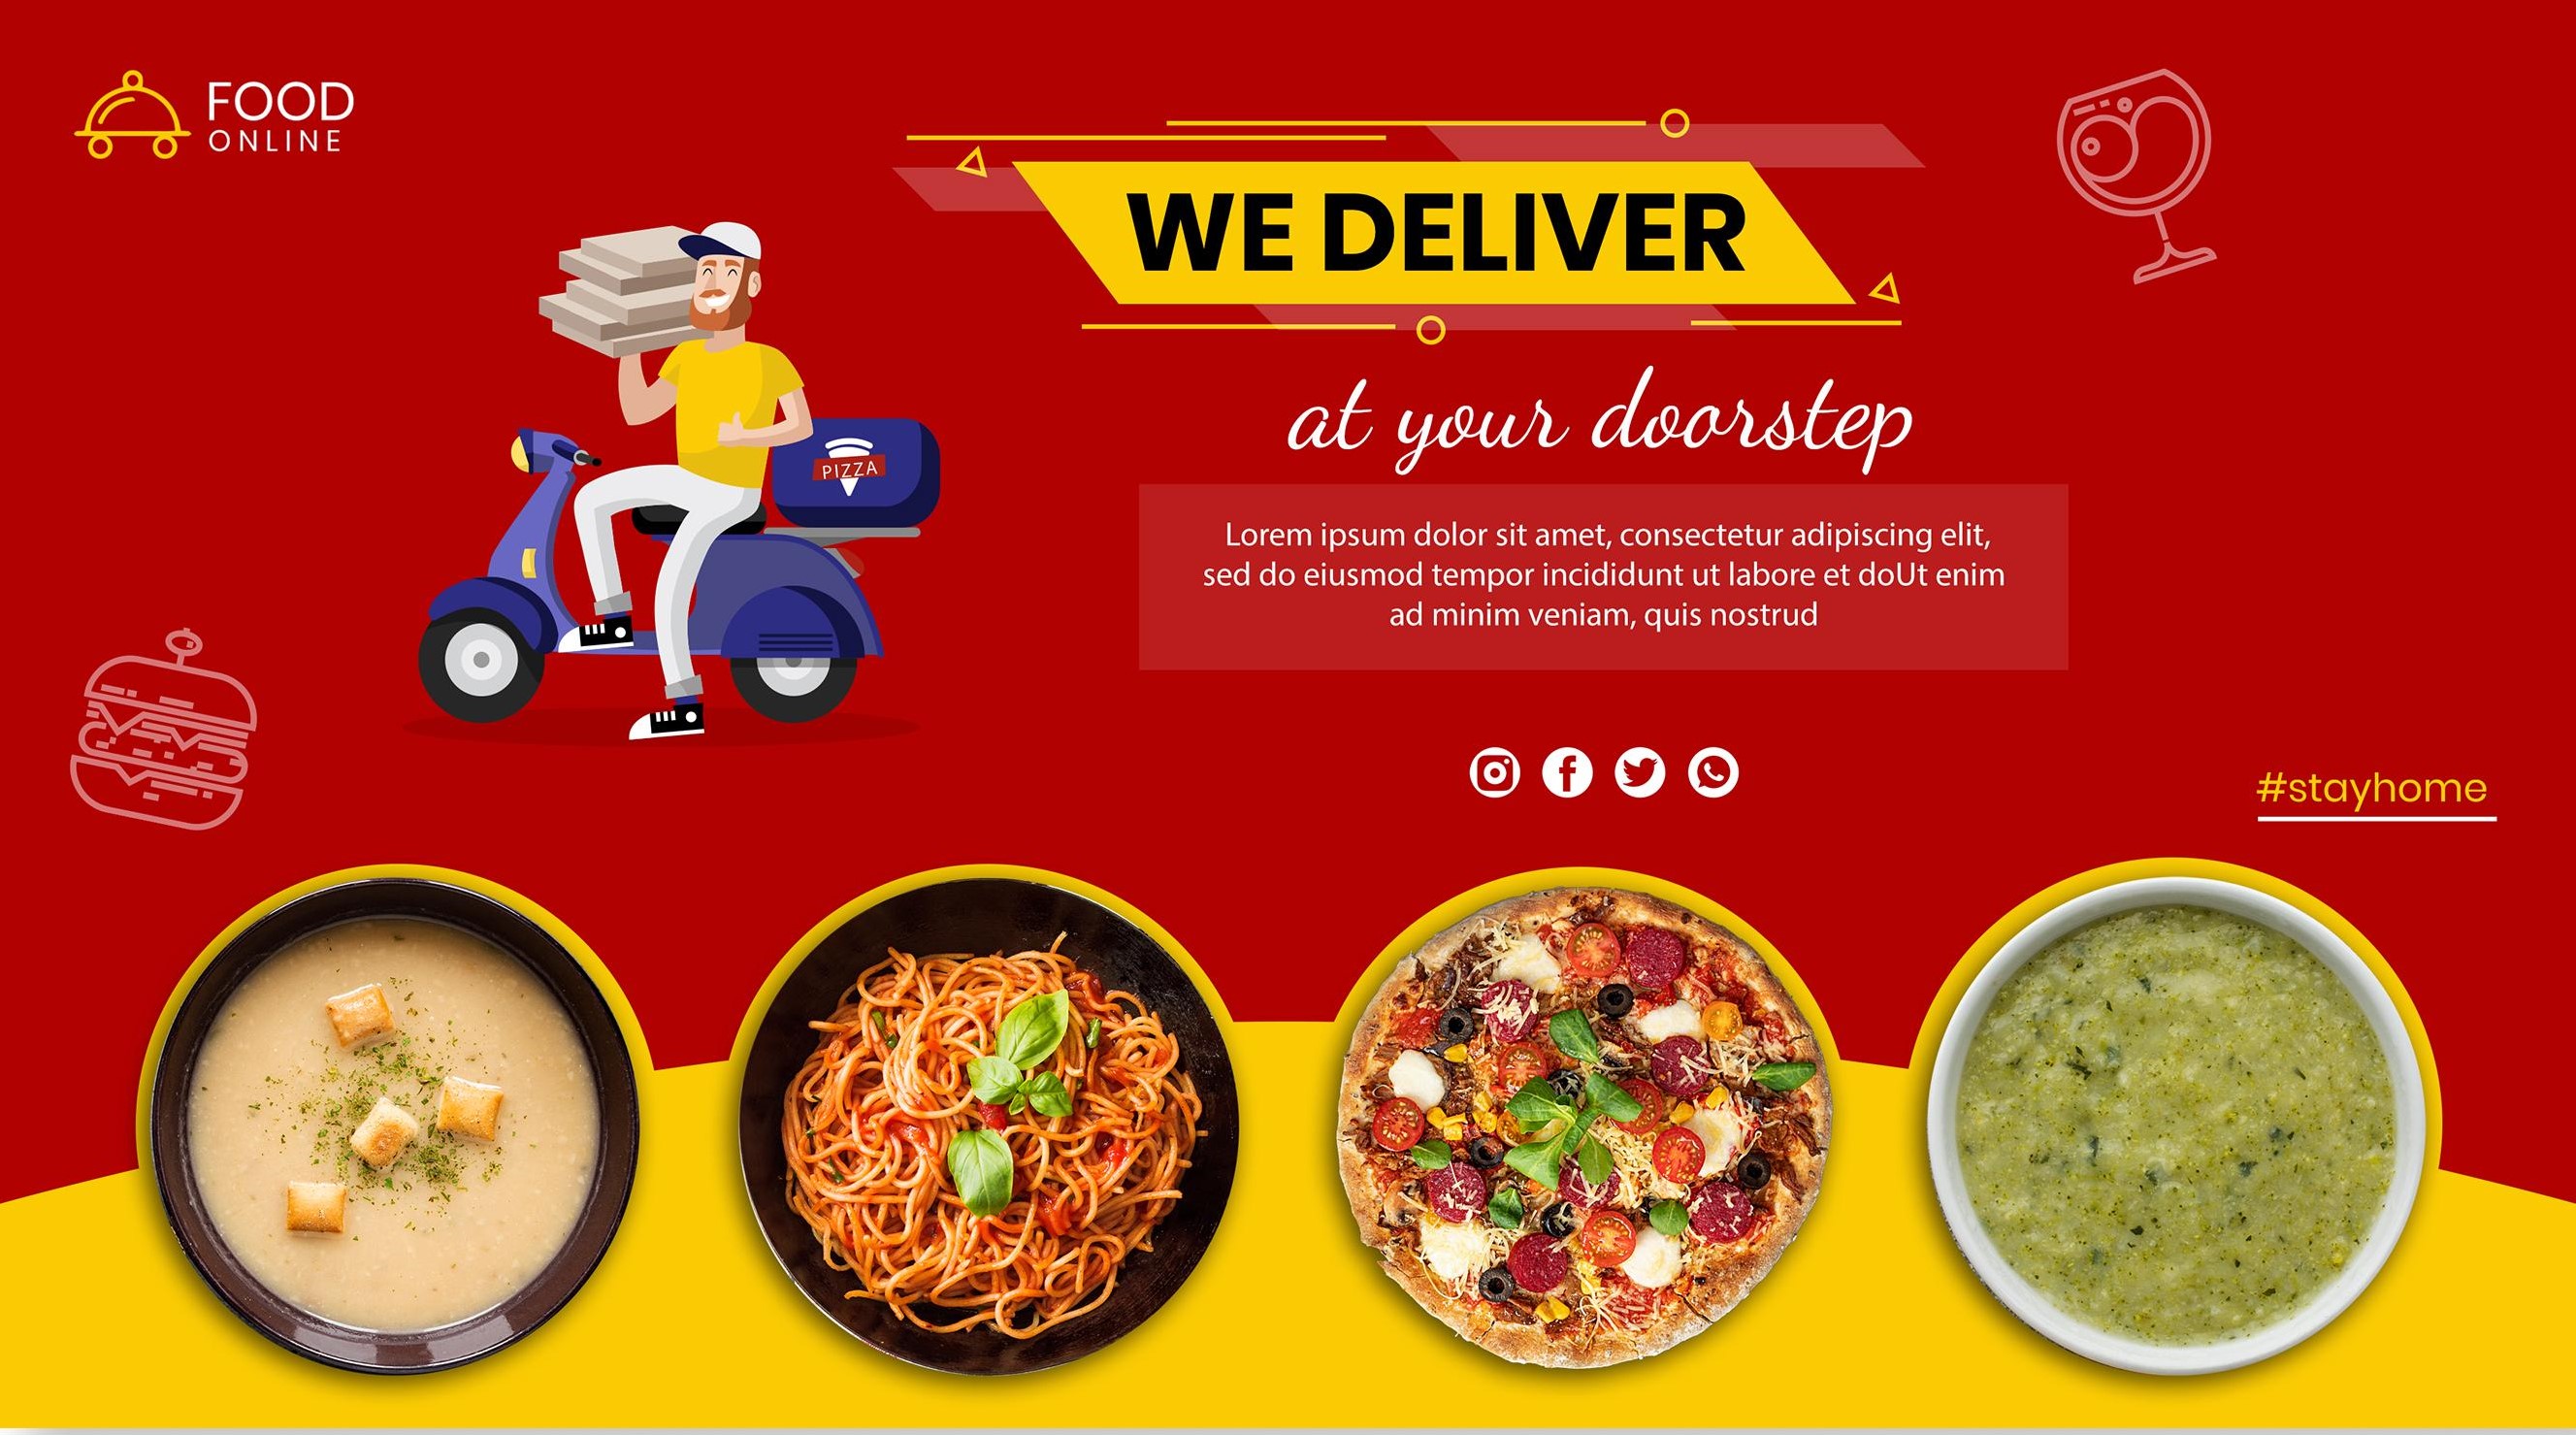 FOOD
ONLINE
WE DELIVER
at your doorstep
PIZZA
Lorem ipsum dolor sit amet, consectetur adipiscing elit,
sed do eiusmod tempor incididunt ut labore et doUt enim
ad minim veniam, quis nostrud
#stayhome